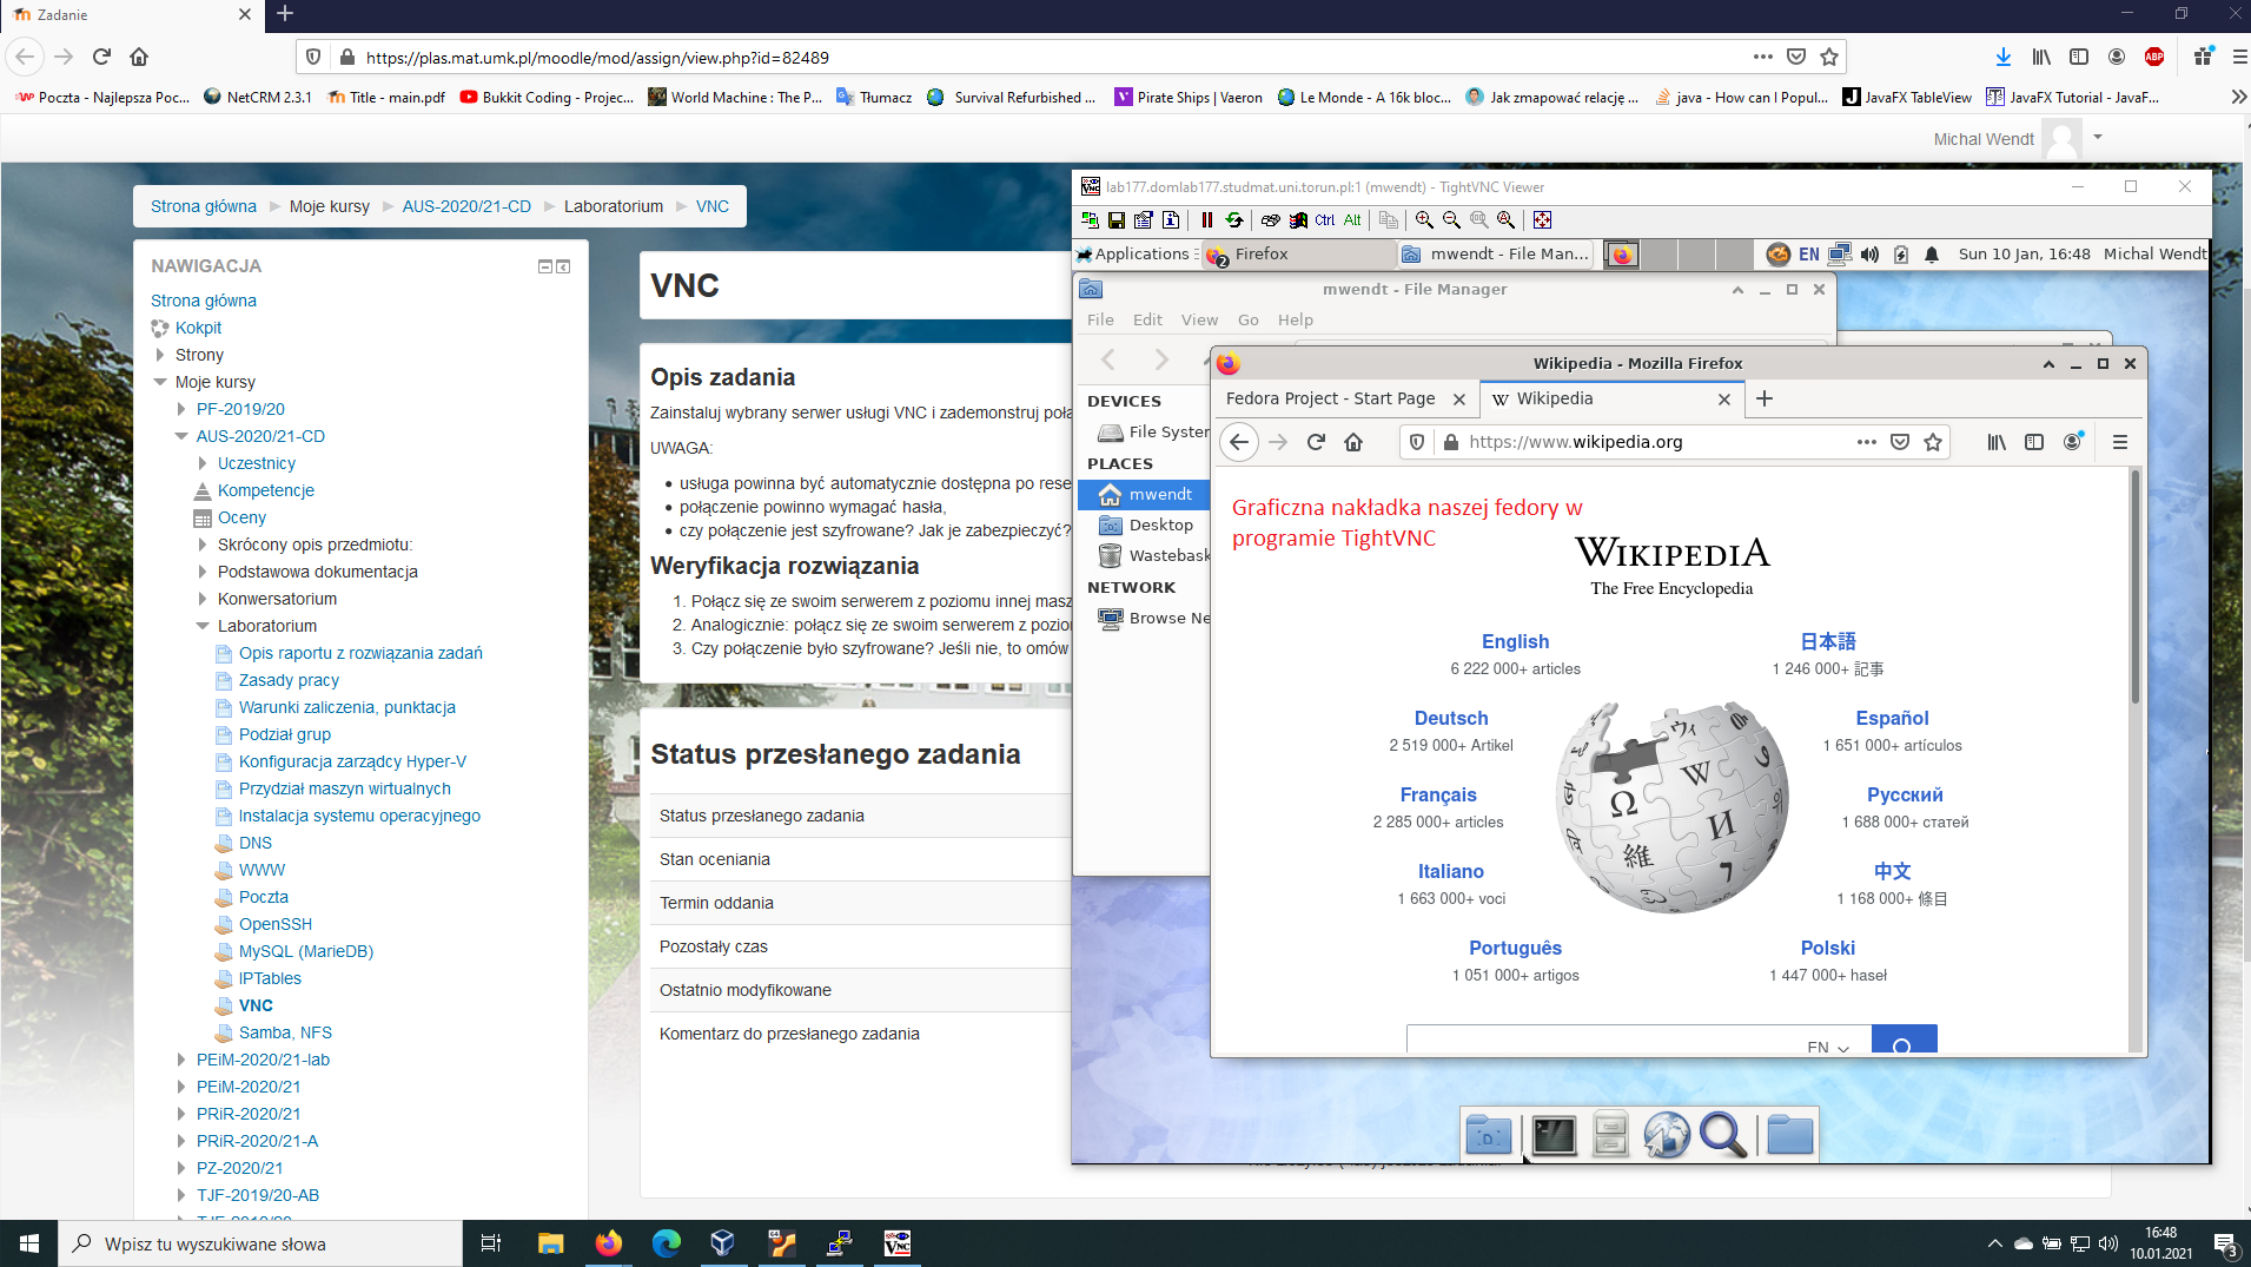 Zadanie
https://plas.mat.umk.pl/moodle/mod/assign/view.php?id=82489
Poczta - Najlepsza Poc...
NetCRM 2.3.1
Title - main.pdf
Bukkit Coding - Projec...
World Machine : The P...
Tłumacz
Survival Refurbished ...
Pirate Ships | Vaeron
Le Monde - A 16k bloc...
Jak zmapować relację ...
java - How can I Popul...
JavaFX TableView
JavaFX Tutorial - JavaF...
ABP
Michal Wendt
Strona główna
Moje kursy
AUS-2020/21-CD
Laboratorium
VNC
NAWIGACJA
Strona główna
Kokpit
Strony
Moje kursy
PF-2019/20
AUS-2020/21-CD
Uczestnicy
Kompetencje
Oceny
Skrócony opis przedmiotu:
Podstawowa dokumentacja
Konwersatorium
Laboratorium
Opis raportu z rozwiązania zadań
Zasady pracy
Warunki zaliczenia, punktacja
Podział grup
Konfiguracja zarządcy Hyper-V
Przydział maszyn wirtualnych
Instalacja systemu operacyjnego
DNS
WWW
Poczta
OpenSSH
MySQL (MarieDB)
IPTables
VNC
Samba, NFS
PEiM-2020/21-lab
PEiM-2020/21
PRiR-2020/21
PRiR-2020/21-A
PZ-2020/21
TJF-2019/20-AB
VNC
Opis zadania
Zainstaluj wybrany serwer usługi VNC i zademonstruj poła
UWAGA:
usługa powinna być automatycznie dostępna po rese
połączenie powinno wymagać hasła,
czy połączenie jest szyfrowane? Jak je zabezpieczyć?
Weryfikacja rozwiązania
1. Połącz się ze swoim serwerem z poziomu innej masz
2. Analogicznie: połącz się ze swoim serwerem z pozio
3. Czy połączenie było szyfrowane? Jeśli nie, to omów
Status przesłanego zadania
Status przesłanego zadania
Stan oceniania
Termin oddania
Pozostały czas
Ostatnio modyfikowane
Komentarz do przesłanego zadania
lab177.domlab177.studmat.uni.torun.pl:1 (mwendt) - TightVNC Viewer
Ctrl Alt
Applications
2
Firefox
mwendt - File Man...
EN
Sun 10 Jan, 16:48
Michal Wendt
mwendt - File Manager
File Edit View Go Help
DEVICES
File Syster
PLACES
mwendt
Desktop
Wastebask
NETWORK
Browse Ne
Wikipedia - Mozilla Firefox
Fedora Project - Start Page
W Wikipedia
https://www.wikipedia.org
Graficzna nakładka naszej fedory w
programie TightVNC
WIKIPEDIA
The Free Encyclopedia
English
6 222 000+ articles
日本語
1 246 000+ 記事
Deutsch
2 519 000+ Artikel
Español
1 651 000+ artículos
Français
2 285 000+ articles
Русский
1 688 000+ статей
Italiano
1 663 000+ voci
中文
1 168 000+ 條目
Português
1 051 000+ artigos
Polski
1 447 000+ haseł
EN
Wpisz tu wyszukiwane słowa
16:48
10.01.2021
3